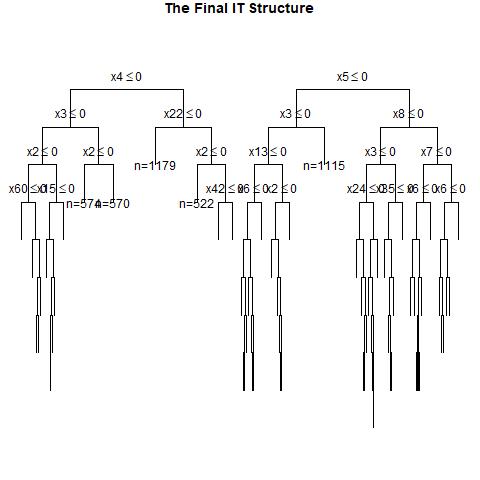 The Final IT Structure
x4 ≤ 0 x5 ≤ 0
x3 ≤ 0 x22 ≤ 0 x3 ≤ 0 x8 ≤ 0
x2 ≤ 0 x2 ≤ 0 x2 ≤ 0 x13 ≤ 0 x3 ≤ 0 x7 ≤ 0
n=1179 n=1115
x60 ≤ 0 x15 ≤ 0 x42 ≤ 0 x6 ≤ 0 x2 ≤ 0 x24 ≤ 0 x35 ≤ 0 x6 ≤ 0 x6 ≤ 0
n=574 n=570 n=522